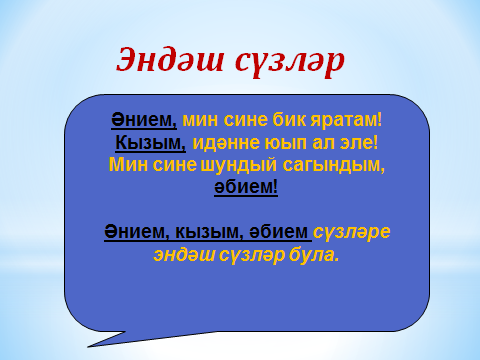 Эндәш сүзләр
Әнием, мин сине бик яратам!
Кызым, идәнне юып ал эле!
Мин сине шундый сагындым,
әбием!
Әнием, кызым, әбием сүзләре
эндәш сүзләр була.